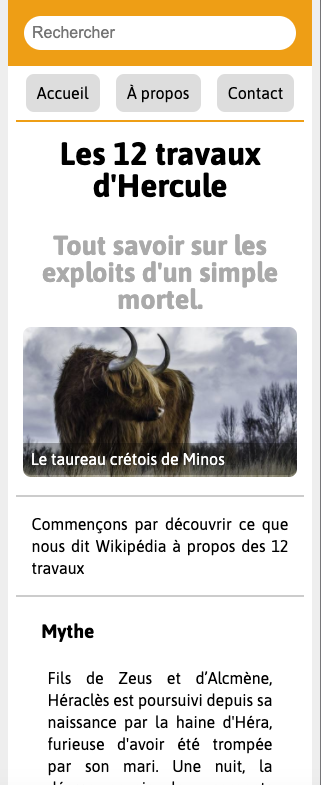 Rechercher
Accueil
À propos
Contact
Les 12 travaux
d'Hercule
Tout savoir sur les
exploits d'un simple
mortel.
Le taureau crétois de Minos
Commençons par découvrir ce que
nous dit Wikipédia à propos des 12
travaux
Mythe
Fils de Zeus et d’Alcmène,
Héraclès est poursuivi depuis sa
naissance par la haine d'Héra,
furieuse d'avoir été trompée
par son mari. Une nuit, la